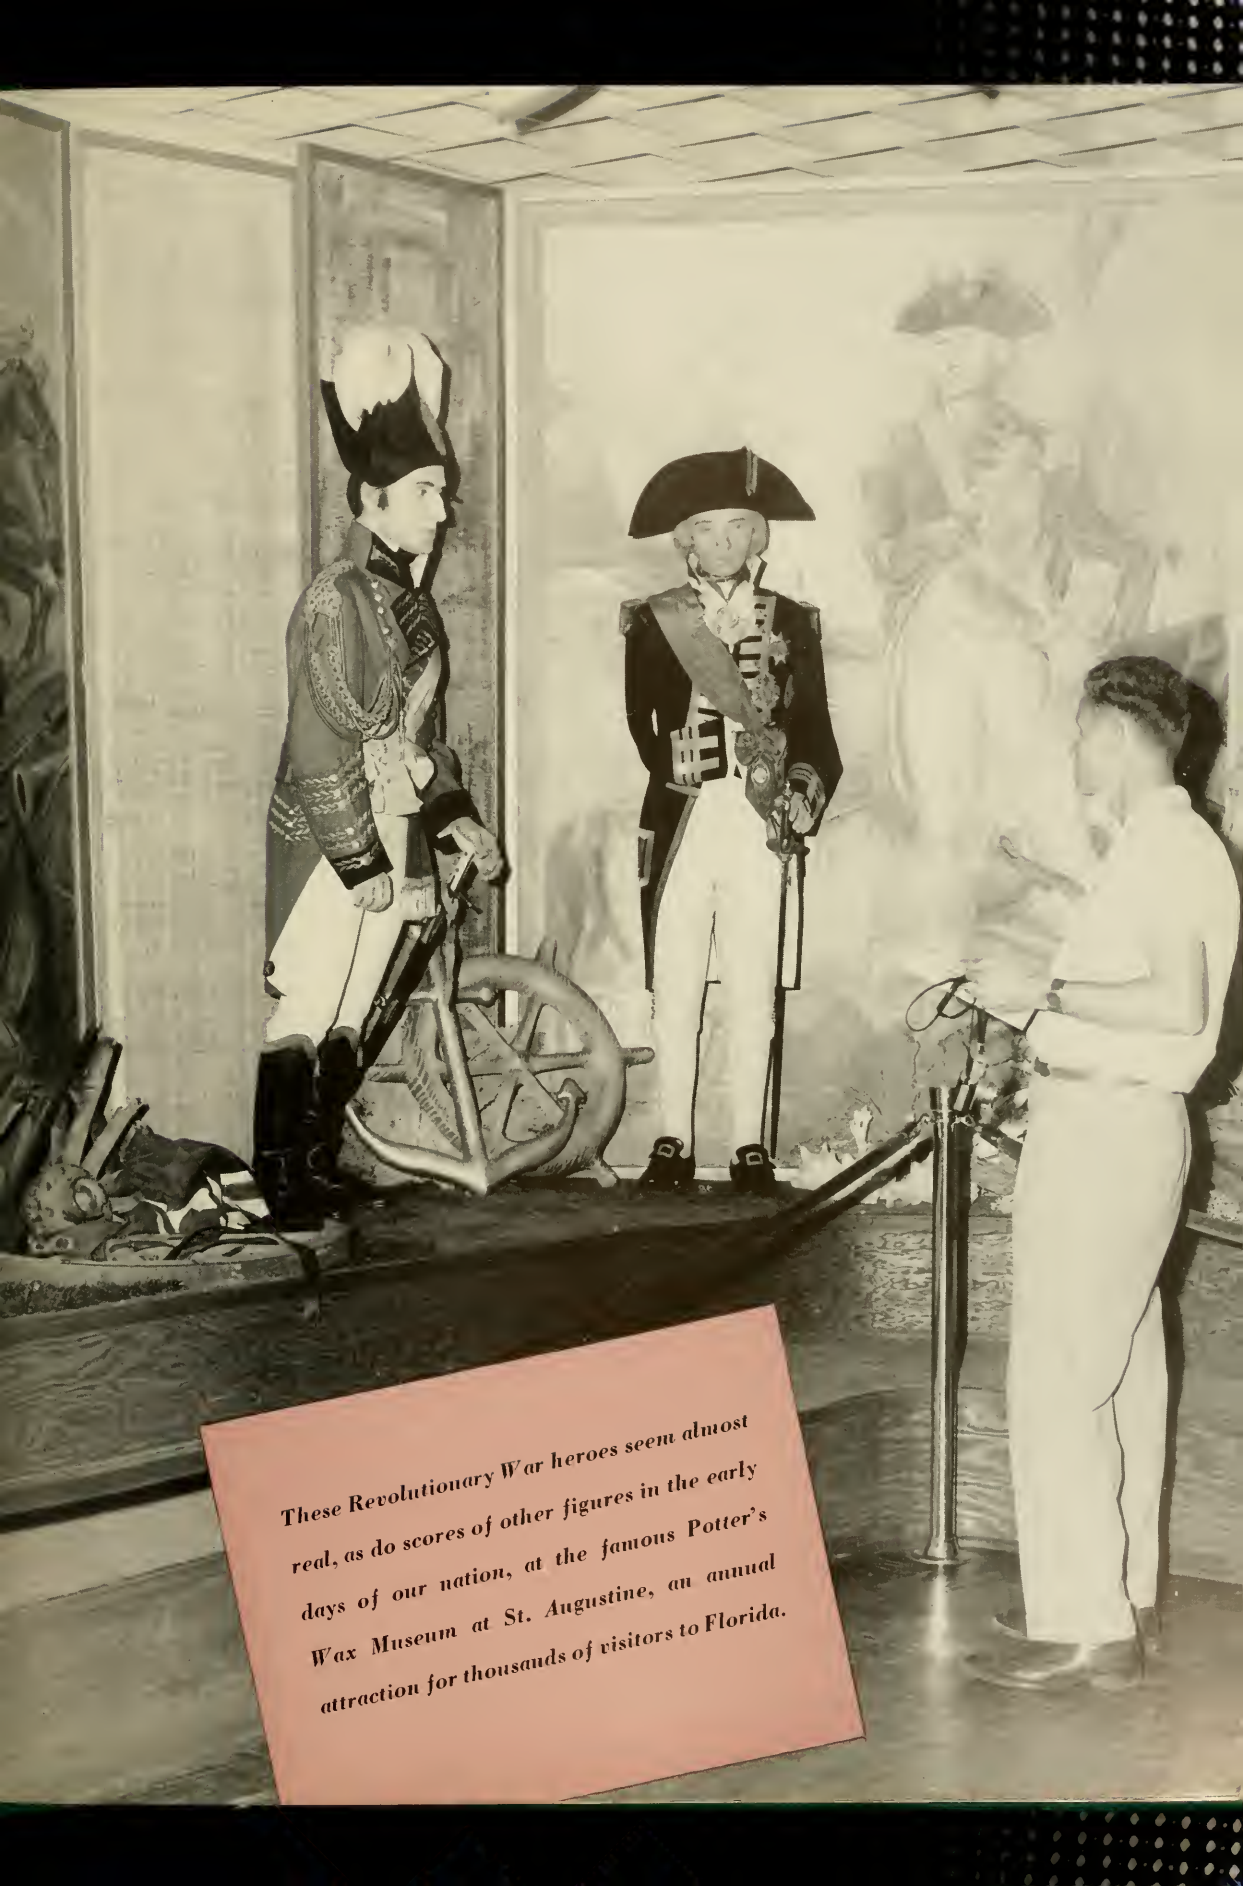 These Revolutionary War heroes seem almost
real, as do scores of other figures in the early
days of our nation, at the famous Potter's
Wax Museum at St. Augustine, an annual
attraction for thousands of visitors to Florida.